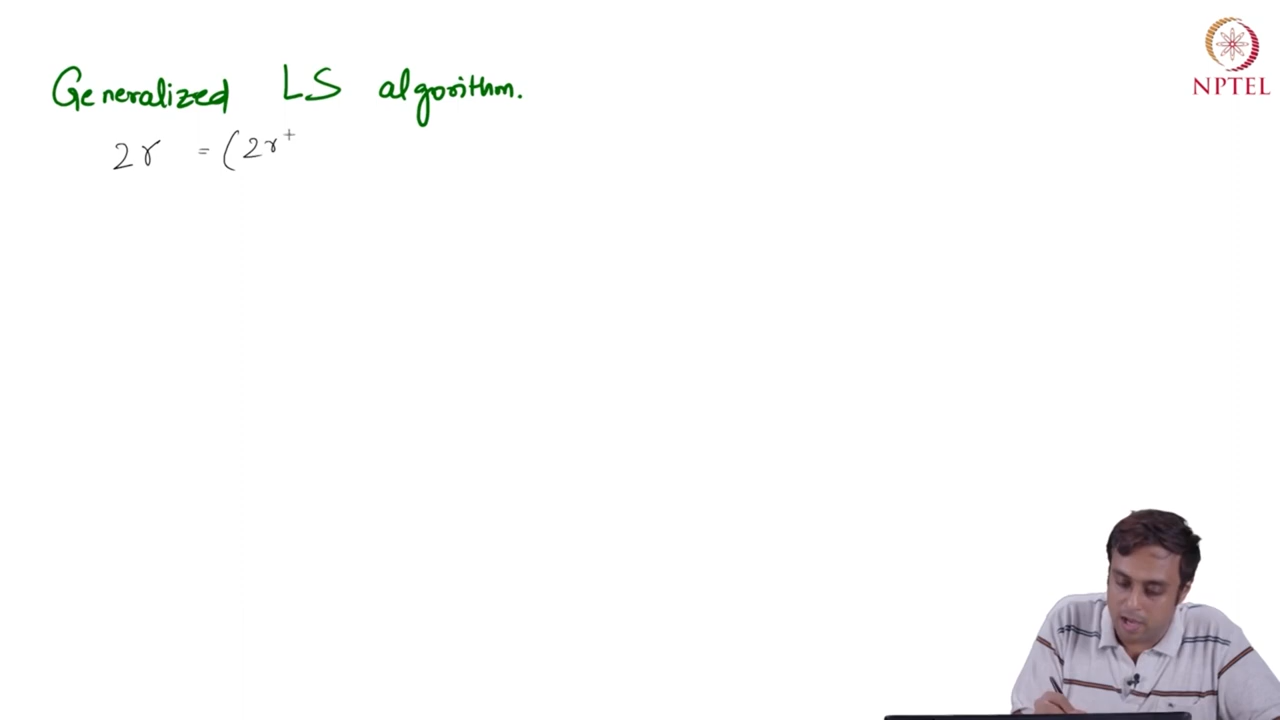 Generalized LS algorithm.
2r = (2r+
NPTEL